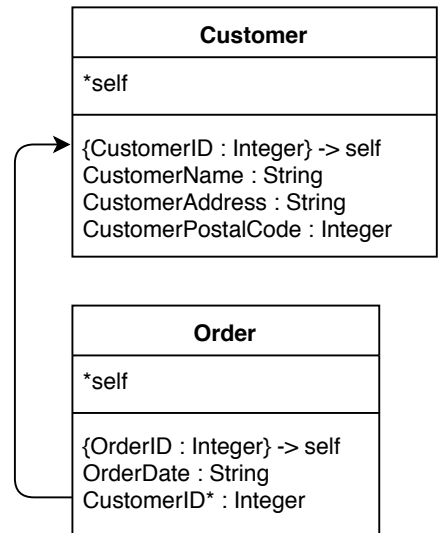 Customer
*self
{CustomerID : Integer} -> self
CustomerName : String
CustomerAddress : String
CustomerPostalCode : Integer
Order
*self
{OrderID : Integer} -> self
OrderDate : String
CustomerID* : Integer